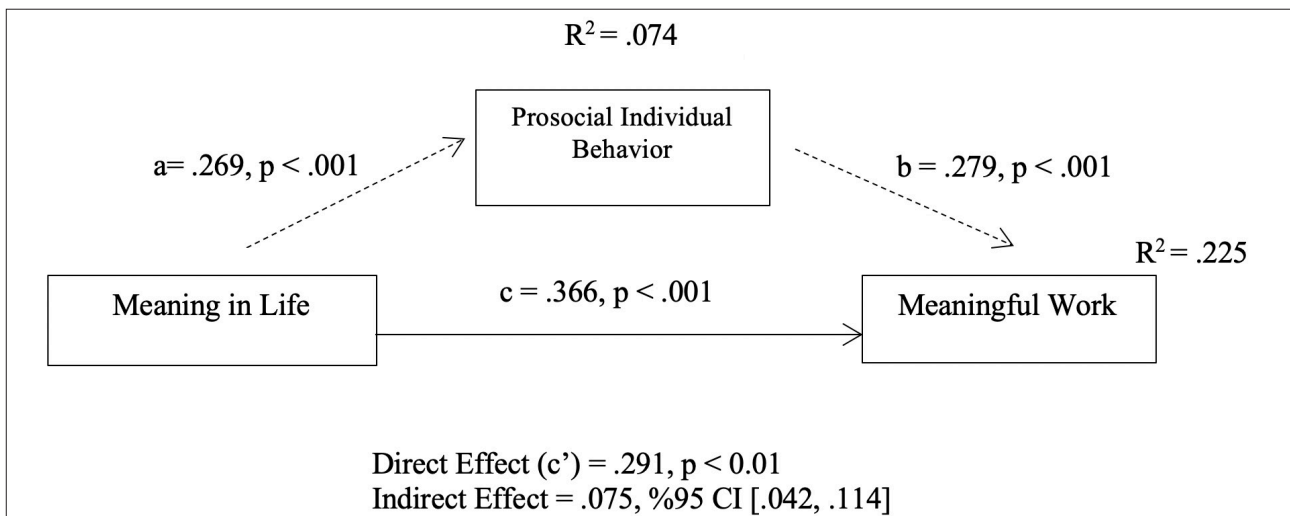 R² = .074
Prosocial Individual
Behavior
a= .269, p < .001
b = .279, p < .001
R² = .225
Meaning in Life
c = .366, p < .001
Meaningful Work
Direct Effect (c’) = .291, p < 0.01
Indirect Effect = .075, %95 CI [.042, .114]